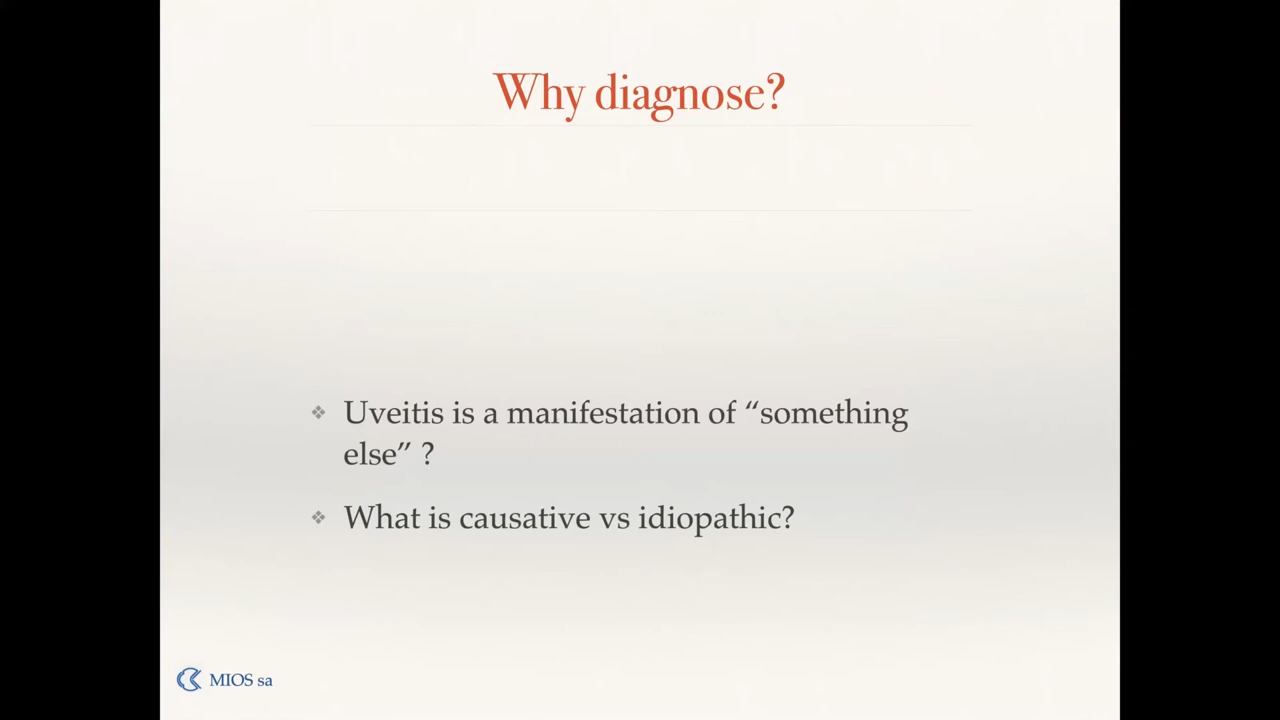 Why diagnose?
Uveitis is a manifestation of “something
else” ?
What is causative vs idiopathic?
MIOS sa